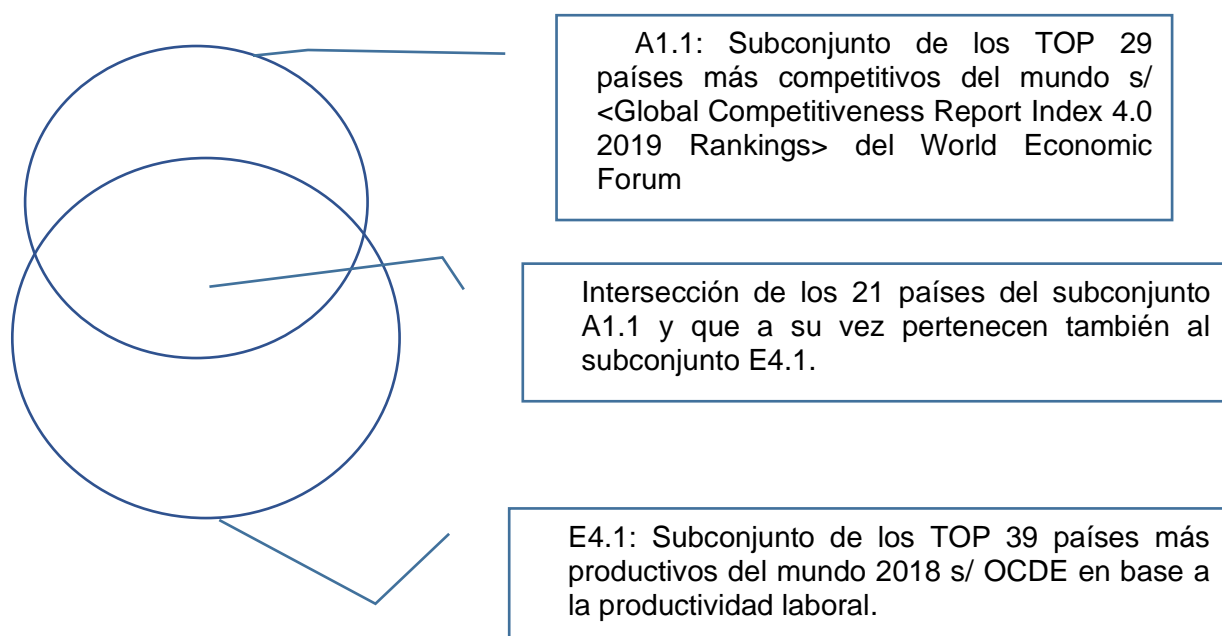 A1.1: Subconjunto de los TOP 29
países más competitivos del mundo s/
<Global Competitiveness Report Index 4.0
2019 Rankings> del World Economic
Forum
Intersección de los 21 países del subconjunto
A1.1 y que a su vez pertenecen también al
subconjunto E4.1.
E4.1: Subconjunto de los TOP 39 países más
productivos del mundo 2018 s/ OCDE en base a
la productividad laboral.